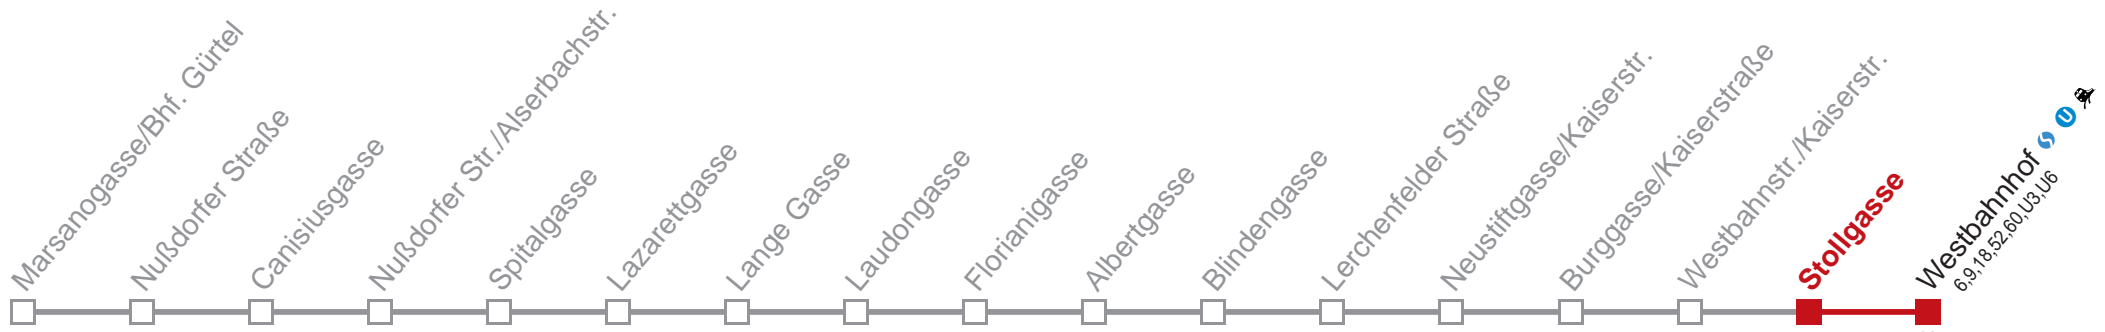 Marsanogasse/Bhf. Gürtel
Nußdorfer Straße
Canisiusgasse
Nußdorfer Str./Alserbachstr.
Spitalgasse
Lazarettgasse
Lange Gasse
Laudongasse
Florianigasse
Albertgasse
Blindengasse
Lerchenfelder Straße
Neustiftgasse/Kaiserstr.
Burggasse/Kaiserstraße
Westbahnstr./Kaiserstr.
Stollgasse
Westbahnhof S U
6,9,18,52,60,U3,U6